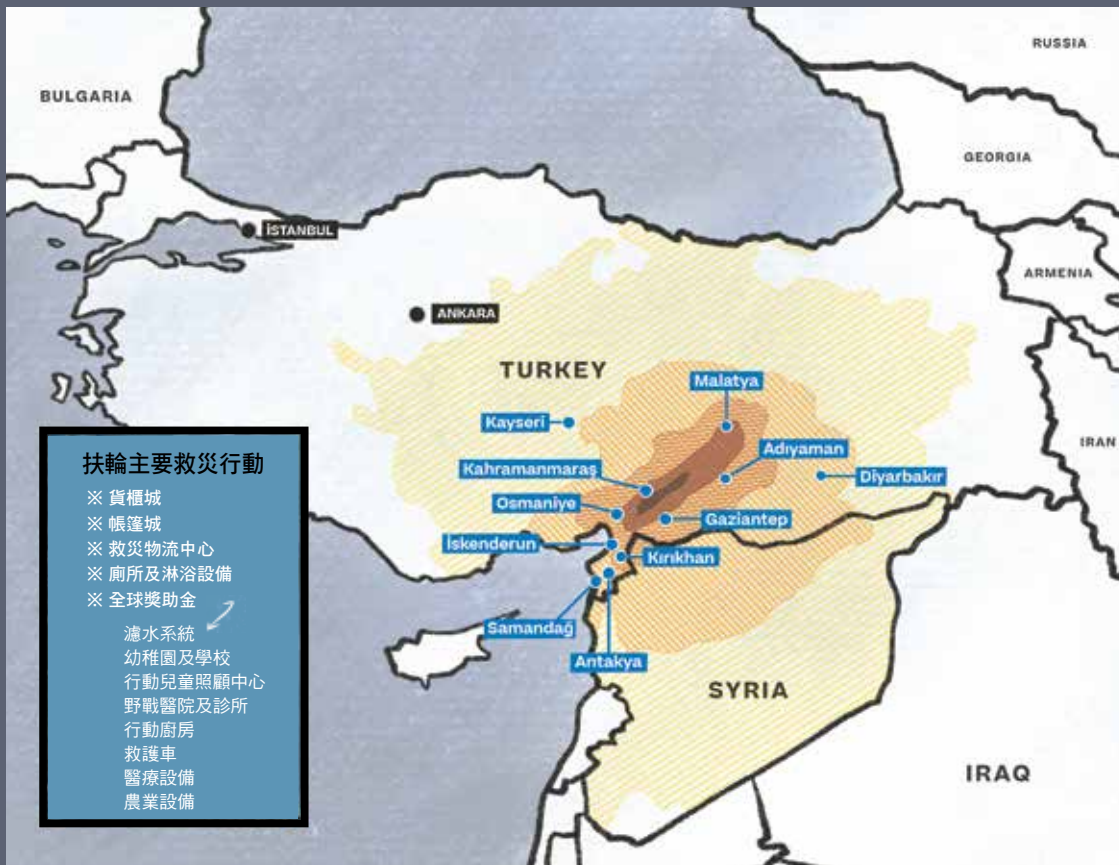 RUSSIA
BULGARIA
GEORGIA
İSTANBUL
ARMENIA
ANKARA
TURKEY
Malatya
Kayseri
IRAN
Adıyaman
Kahramanmaraş
Diyarbakır
Osmaniye
Gaziantep
İskenderun
Kırıkhan
Samandağ
Antakya
SYRIA
IRAQ
扶輪主要救災行動
※ 貨櫃城
※ 帳篷城
※ 救災物流中心
※ 廁所及淋浴設備
※ 全球獎助金
濾水系統
幼稚園及學校
行動兒童照顧中心
野戰醫院及診所
行動廚房
救護車
醫療設備
農業設備